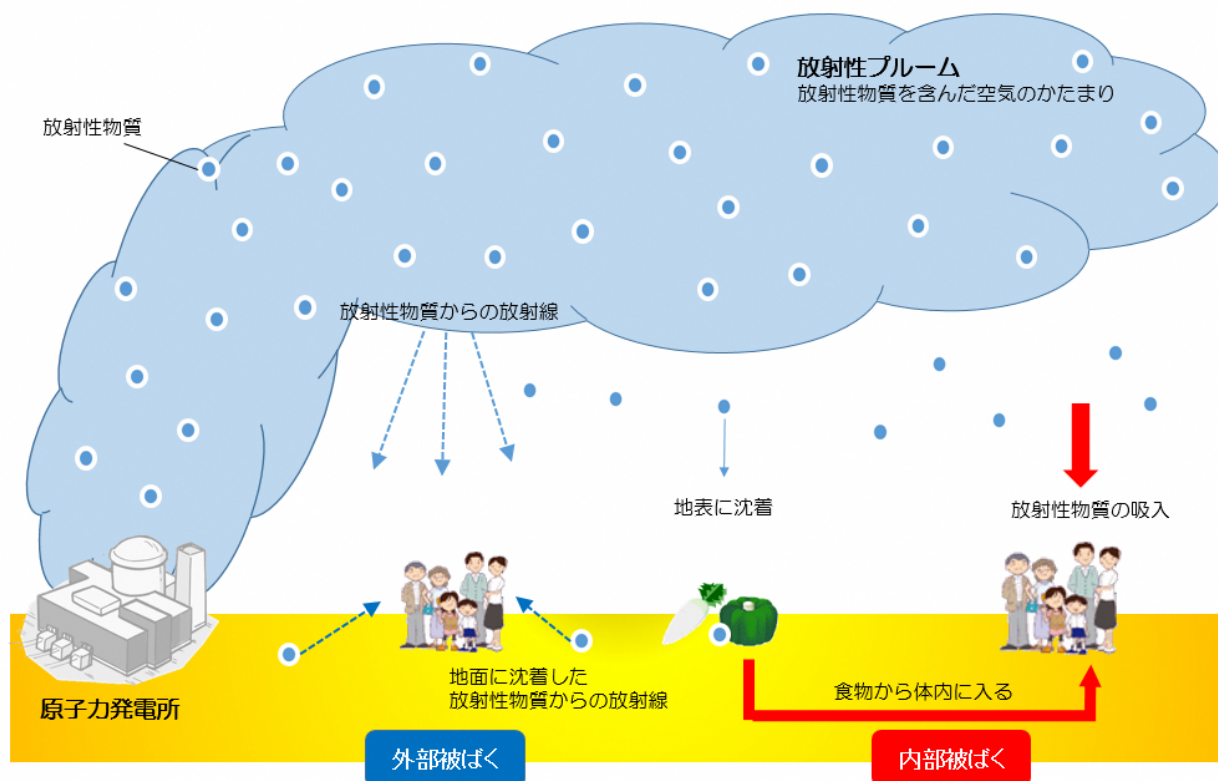 放射性プルーム
放射性物質を含んだ空気のかたまり
放射性物質
放射性物質からの放射線
地表に沈着
放射性物質の吸入
地面に沈着した
放射性物質からの放射線
食物から体内に入る
原子力発電所
外部被ばく
内部被ばく